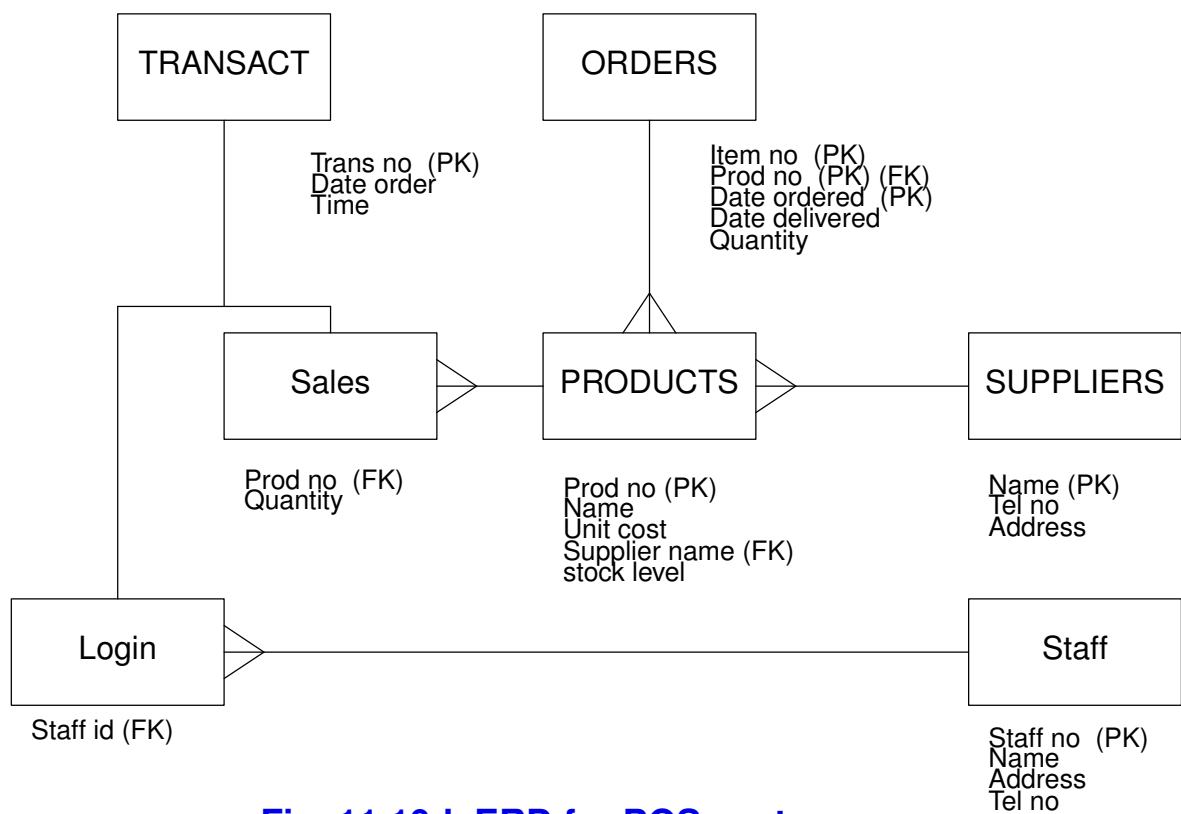 TRANSACT
ORDERS
Trans no (PK)
Date order
Time
Item no (PK)
Prod no (PK) (FK)
Date ordered (PK)
Date delivered
Quantity
Sales
PRODUCTS
SUPPLIERS
Prod no (FK)
Quantity
Prod no (PK)
Name
Unit cost
Supplier name (FK)
stock level
Name (PK)
Tel no
Address
Login
Staff
Staff id (FK)
Staff no (PK)
Name
Address
Tel no